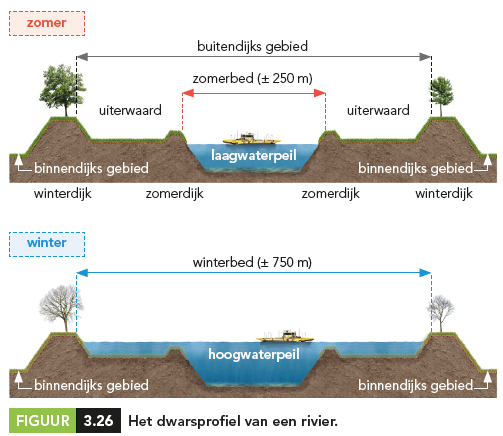 zomer
buitendijks gebied
zomerbed (± 250 m)
uiterwaard
uiterwaard
laagwaterpeil
binnendijks gebied
binnendijks gebied
winterdijk
zomerdijk
zomerdijk
winterdijk
winter
winterbed (± 750 m)
hoogwaterpeil
binnendijks gebied
binnendijks gebied
FIGUUR 3.26 Het dwarsprofiel van een rivier.